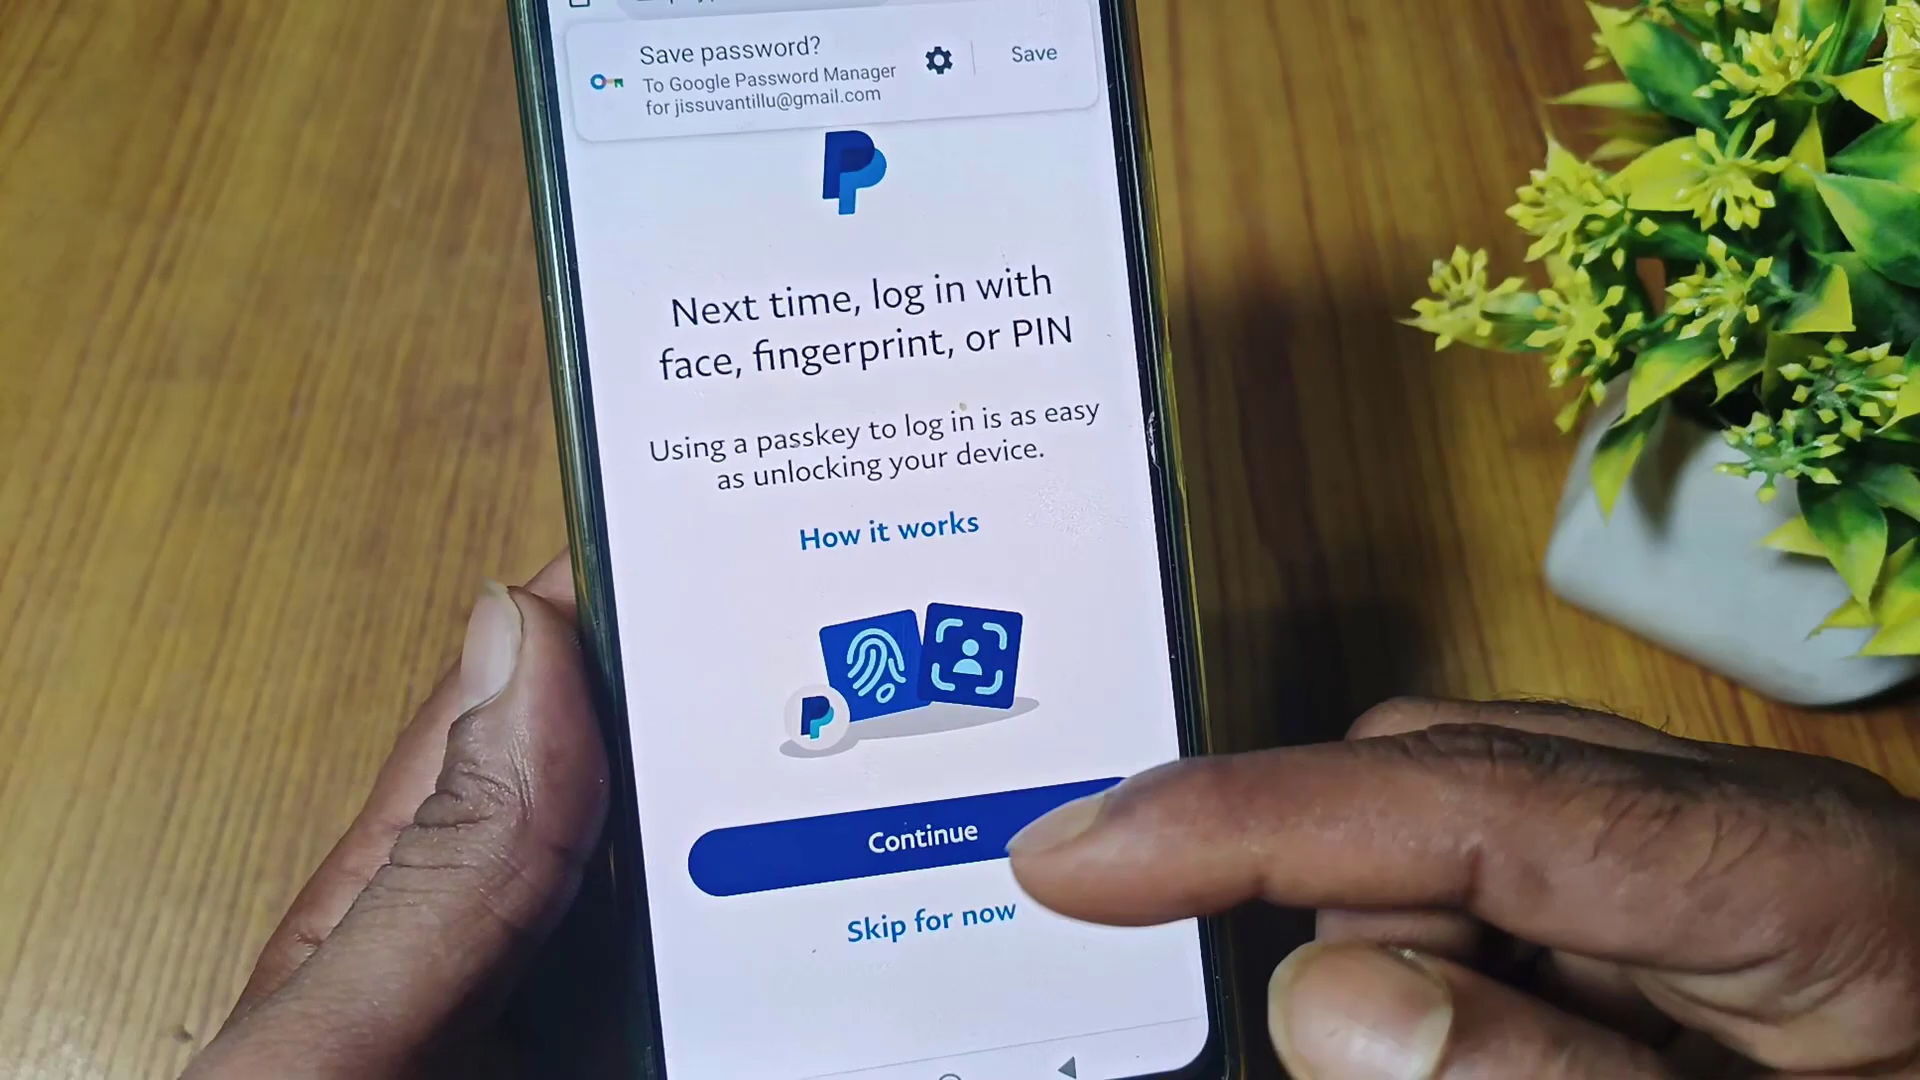 Save password?
To Google Password Manager
for jissuvantillu@gmail.com
Save
Next time, log in with
face, fingerprint, or PIN
Using a passkey to log in is as easy
as unlocking your device.
How it works
Continue
Skip for now